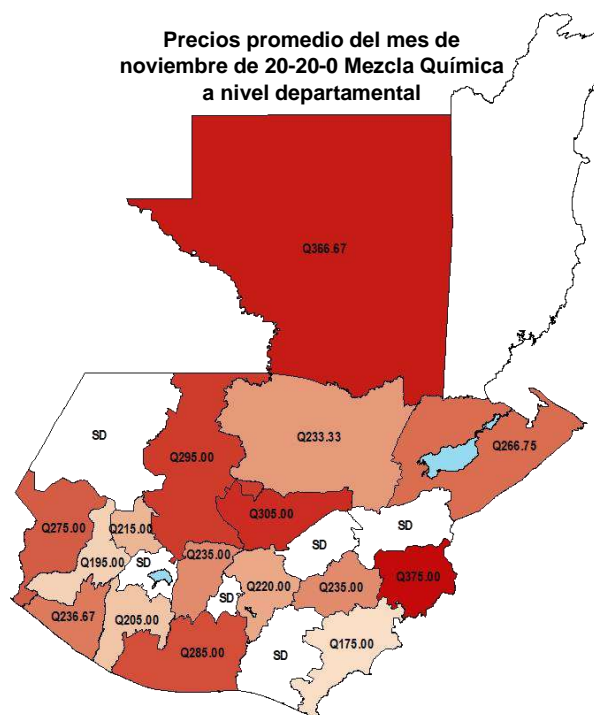 Precios promedio del mes de
noviembre de 20-20-0 Mezcla Química
a nivel departamental
Q366.67
SD
Q233.33
Q266.75
Q295.00
Q305.00
SD
Q275.00
Q215.00
Q235.00
SD
Q195.00
SD
Q375.00
SD
Q220.00
Q235.00
Q236.67
Q205.00
Q175.00
Q285.00
SD